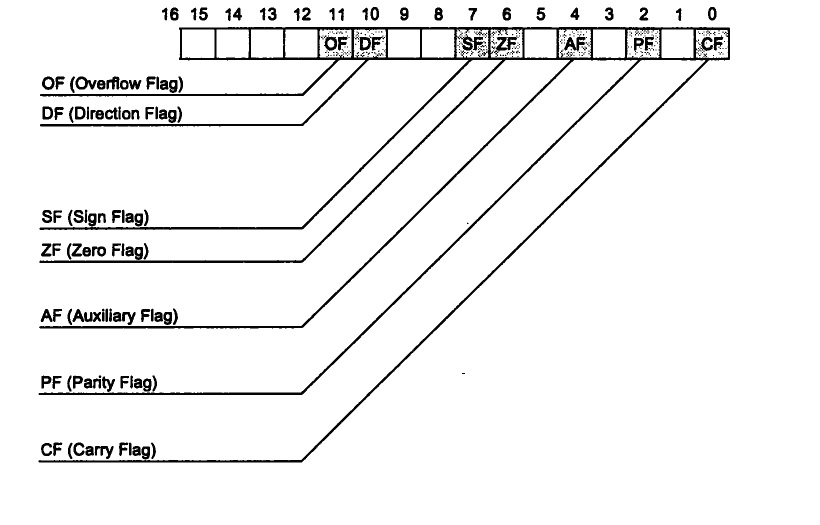 16 15 14 13 12 11 10 9 8 7 6 5 4 3 2 1 0
OF DF SF ZF AF PF CF
OF (Overflow Flag)
DF (Direction Flag)
SF (Sign Flag)
ZF (Zero Flag)
AF (Auxiliary Flag)
PF (Parity Flag)
CF (Carry Flag)